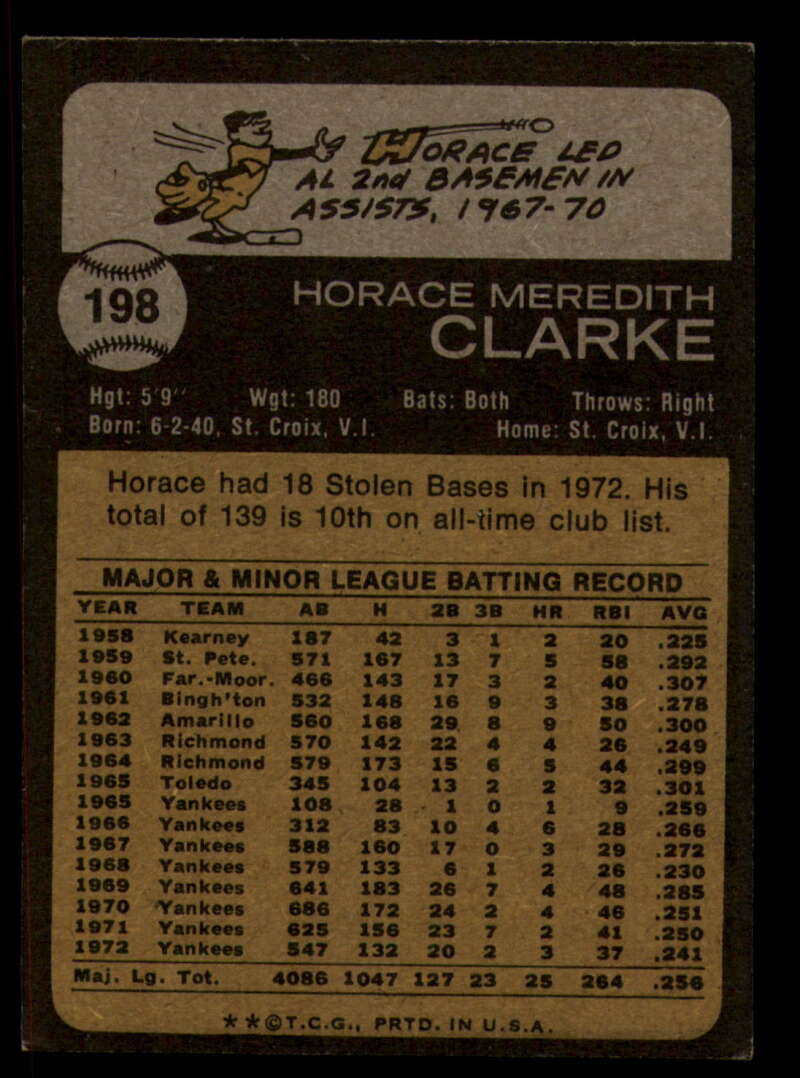 HORACE LED
AL 2nd BASEMEN IN
ASSISTS, 1967-70
198
HORACE MEREDITH
CLARKE
Hgt: 5'9" Wgt: 180 Bats: Both Throws: Right
Born: 6-2-40, St. Croix, V.I. Home: St. Croix, V.I.
Horace had 18 Stolen Bases in 1972. His
total of 139 is 10th on all-time club list.
MAJOR & MINOR LEAGUE BATTING RECORD
YEAR TEAM AB H 2B 3B HR RBI AVG
1958 Kearney 187 42 3 1 2 20 .225
1959 St. Pete. 571 167 13 7 5 58 .292
1960 Far.-Moor. 466 143 17 3 2 40 .307
1961 Bingh'ton 532 148 16 9 3 38 .278
1962 Amarillo 560 168 29 8 9 50 .300
1963 Richmond 570 142 22 4 4 26 .249
1964 Richmond 579 173 15 6 5 44 .299
1965 Toledo 345 104 13 2 2 32 .301
1965 Yankees 108 28 1 0 1 9 .259
1966 Yankees 312 83 10 4 6 28 .266
1967 Yankees 588 160 17 0 3 29 .272
1968 Yankees 579 133 6 1 2 26 .230
1969 Yankees 641 183 26 7 4 48 .285
1970 Yankees 686 172 24 2 4 46 .251
1971 Yankees 625 156 23 7 2 41 .250
1972 Yankees 547 132 20 2 3 37 .241
Maj. Lg. Tot. 4086 1047 127 23 25 264 .256
**©T.C.G., PRTD. IN U.S.A.